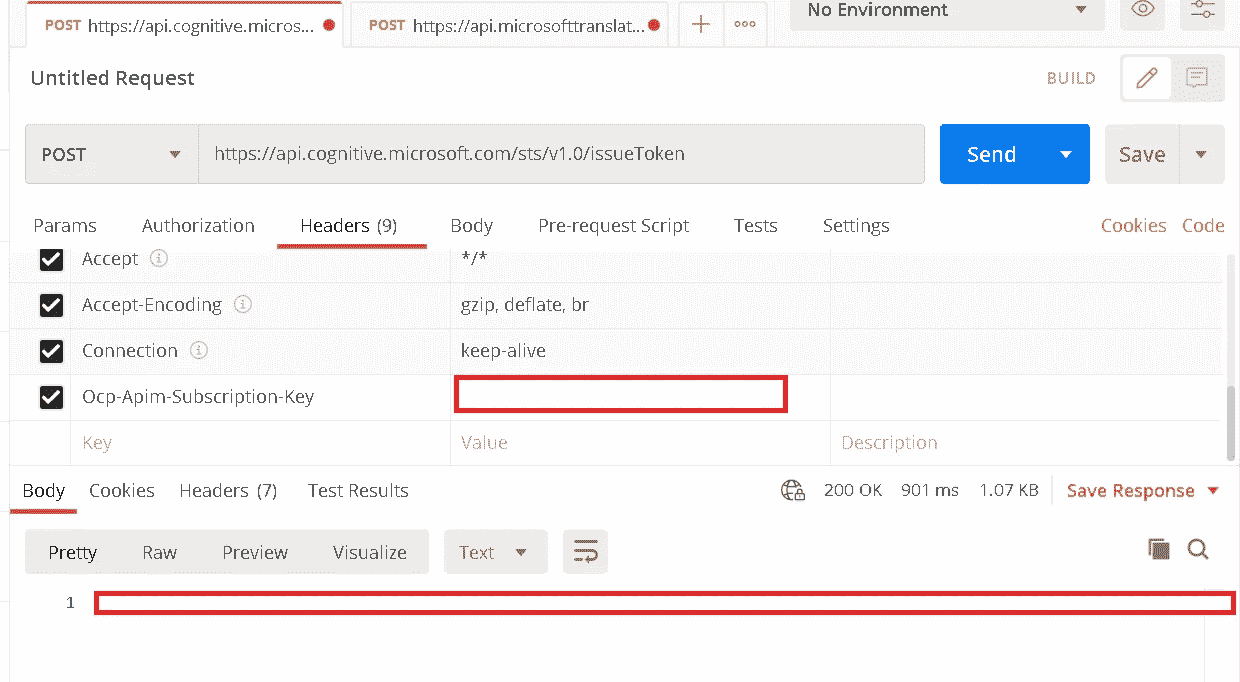 POST https://api.cognitive.micros... POST https://api.microsofttranslat... No Environment
Untitled Request BUILD
POST https://api.cognitive.microsoft.com/sts/v1.0/issueToken Send Save
Params Authorization Headers (9) Body Pre-request Script Tests Settings Cookies Code
Accept */*
Accept-Encoding gzip, deflate, br
Connection keep-alive
Ocp-Apim-Subscription-Key
Key Value Description
Body Cookies Headers (7) Test Results 200 OK 901 ms 1.07 KB Save Response
Pretty Raw Preview Visualize Text
1